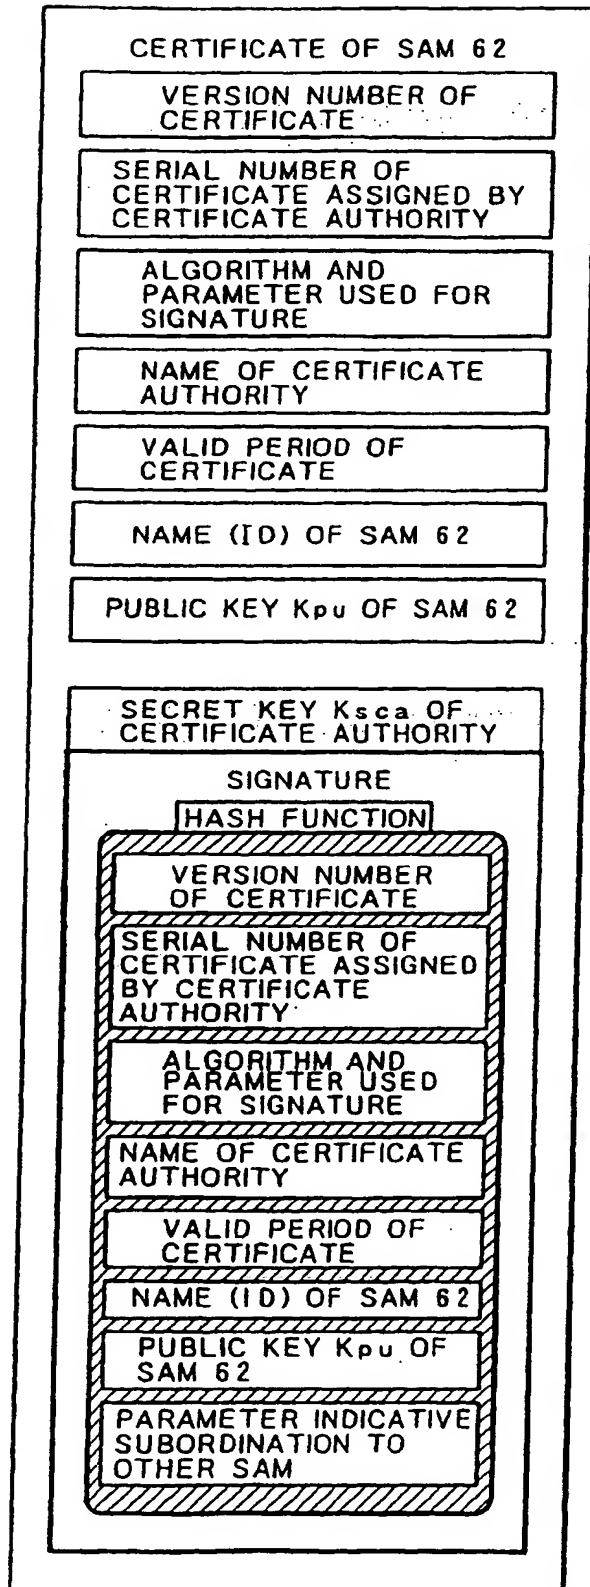 CERTIFICATE OF SAM 62
VERSION NUMBER OF
CERTIFICATE
SERIAL NUMBER OF
CERTIFICATE ASSIGNED BY
CERTIFICATE AUTHORITY
ALGORITHM AND
PARAMETER USED FOR
SIGNATURE
NAME OF CERTIFICATE
AUTHORITY
VALID PERIOD OF
CERTIFICATE
NAME (ID) OF SAM 62
PUBLIC KEY Kpu OF SAM 62
SECRET KEY Ksca OF
CERTIFICATE AUTHORITY
SIGNATURE
HASH FUNCTION
VERSION NUMBER
OF CERTIFICATE
SERIAL NUMBER OF
CERTIFICATE ASSIGNED
BY CERTIFICATE
AUTHORITY
ALGORITHM AND
PARAMETER USED
FOR SIGNATURE
NAME OF CERTIFICATE
AUTHORITY
VALID PERIOD OF
CERTIFICATE
NAME (ID) OF SAM 62
PUBLIC KEY Kpu OF
SAM 62
PARAMETER INDICATIVE
SUBORDINATION TO
OTHER SAM